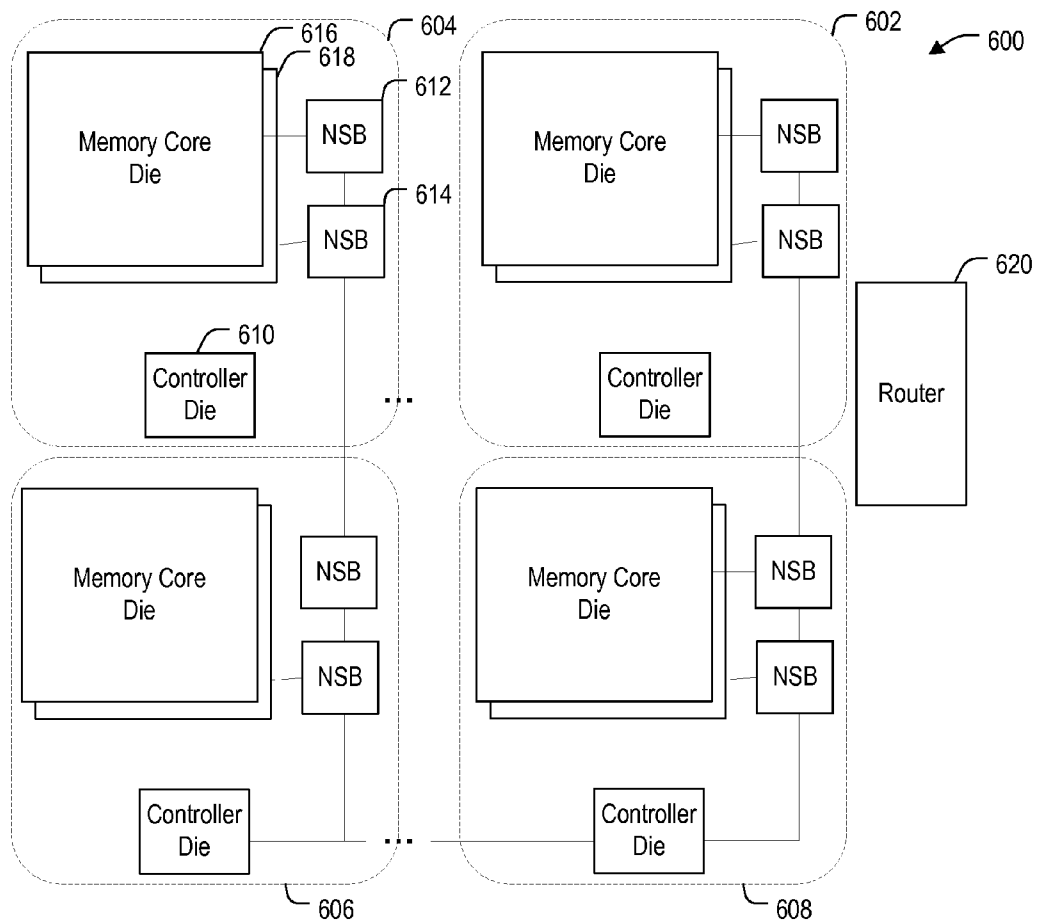 616
604
602
600
618
612
Memory Core
Die
NSB
Memory Core
Die
NSB
614
NSB
NSB
620
610
Controller
Die
...
Controller
Die
Router
Memory Core
Die
NSB
Memory Core
Die
NSB
NSB
NSB
Controller
Die
...
Controller
Die
606
608